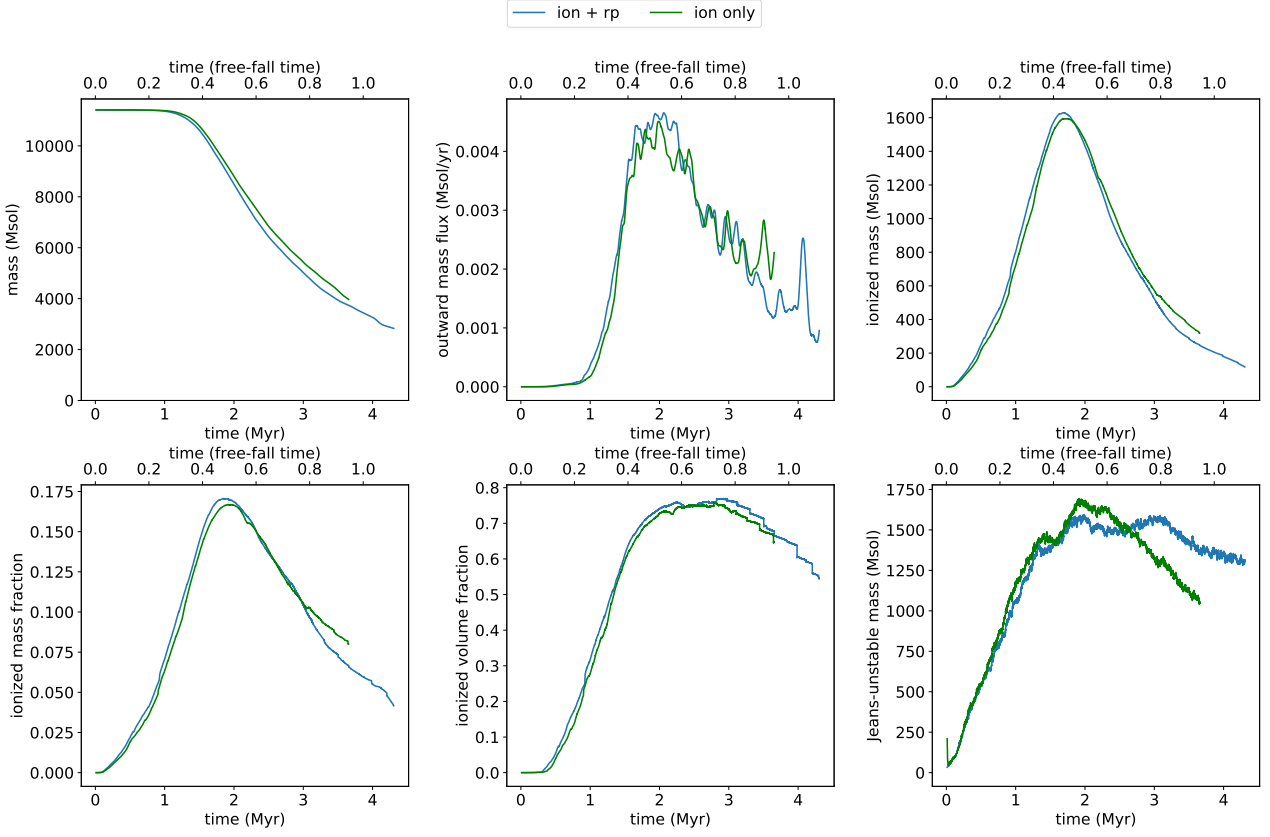 ion + rp ion only
time (free-fall time) time (free-fall time) time (free-fall time)
0.0 0.2 0.4 0.6 0.8 1.0 0.0 0.2 0.4 0.6 0.8 1.0 0.0 0.2 0.4 0.6 0.8 1.0
mass (Msol)
10000
8000
6000
4000
2000
0
0 1 2 3 4
time (Myr)
outward mass flux (Msol/yr)
0.004
0.003
0.002
0.001
0.000
0 1 2 3 4
time (Myr)
ionized mass (Msol)
1600
1400
1200
1000
800
600
400
200
0
0 1 2 3 4
time (Myr)
time (free-fall time) time (free-fall time) time (free-fall time)
0.0 0.2 0.4 0.6 0.8 1.0 0.0 0.2 0.4 0.6 0.8 1.0 0.0 0.2 0.4 0.6 0.8 1.0
ionized mass fraction
0.175
0.150
0.125
0.100
0.075
0.050
0.025
0.000
0 1 2 3 4
time (Myr)
ionized volume fraction
0.8
0.7
0.6
0.5
0.4
0.3
0.2
0.1
0.0
0 1 2 3 4
time (Myr)
Jeans-unstable mass (Msol)
1750
1500
1250
1000
750
500
250
0
0 1 2 3 4
time (Myr)